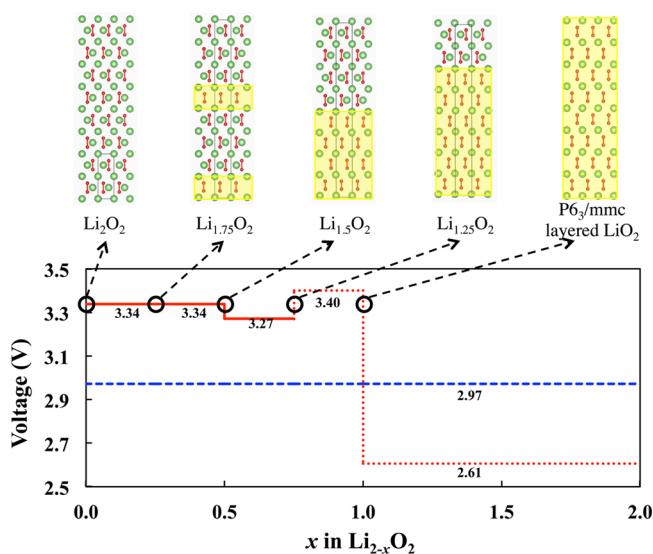 Li₂O₂
Li₁.₇₅O₂
Li₁.₅O₂
Li₁.₂₅O₂
P6₃/mmc
layered LiO₂
3.5
3.3
3.1
2.9
2.7
2.5
Voltage (V)
3.34
3.34
3.27
3.40
2.97
2.61
0.0
0.5
1.0
1.5
2.0
x in Li₂₋ₓO₂